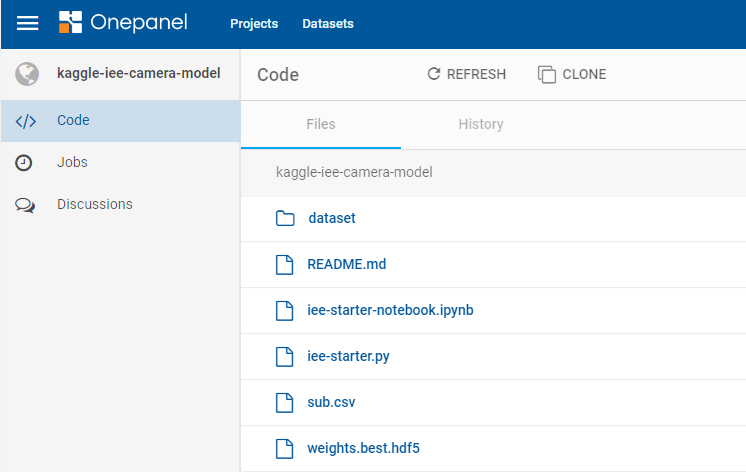 Onepanel Projects Datasets
kaggle-iee-camera-model
Code
Jobs
Discussions
Code REFRESH CLONE
Files History
kaggle-iee-camera-model
dataset
README.md
iee-starter-notebook.ipynb
iee-starter.py
sub.csv
weights.best.hdf5